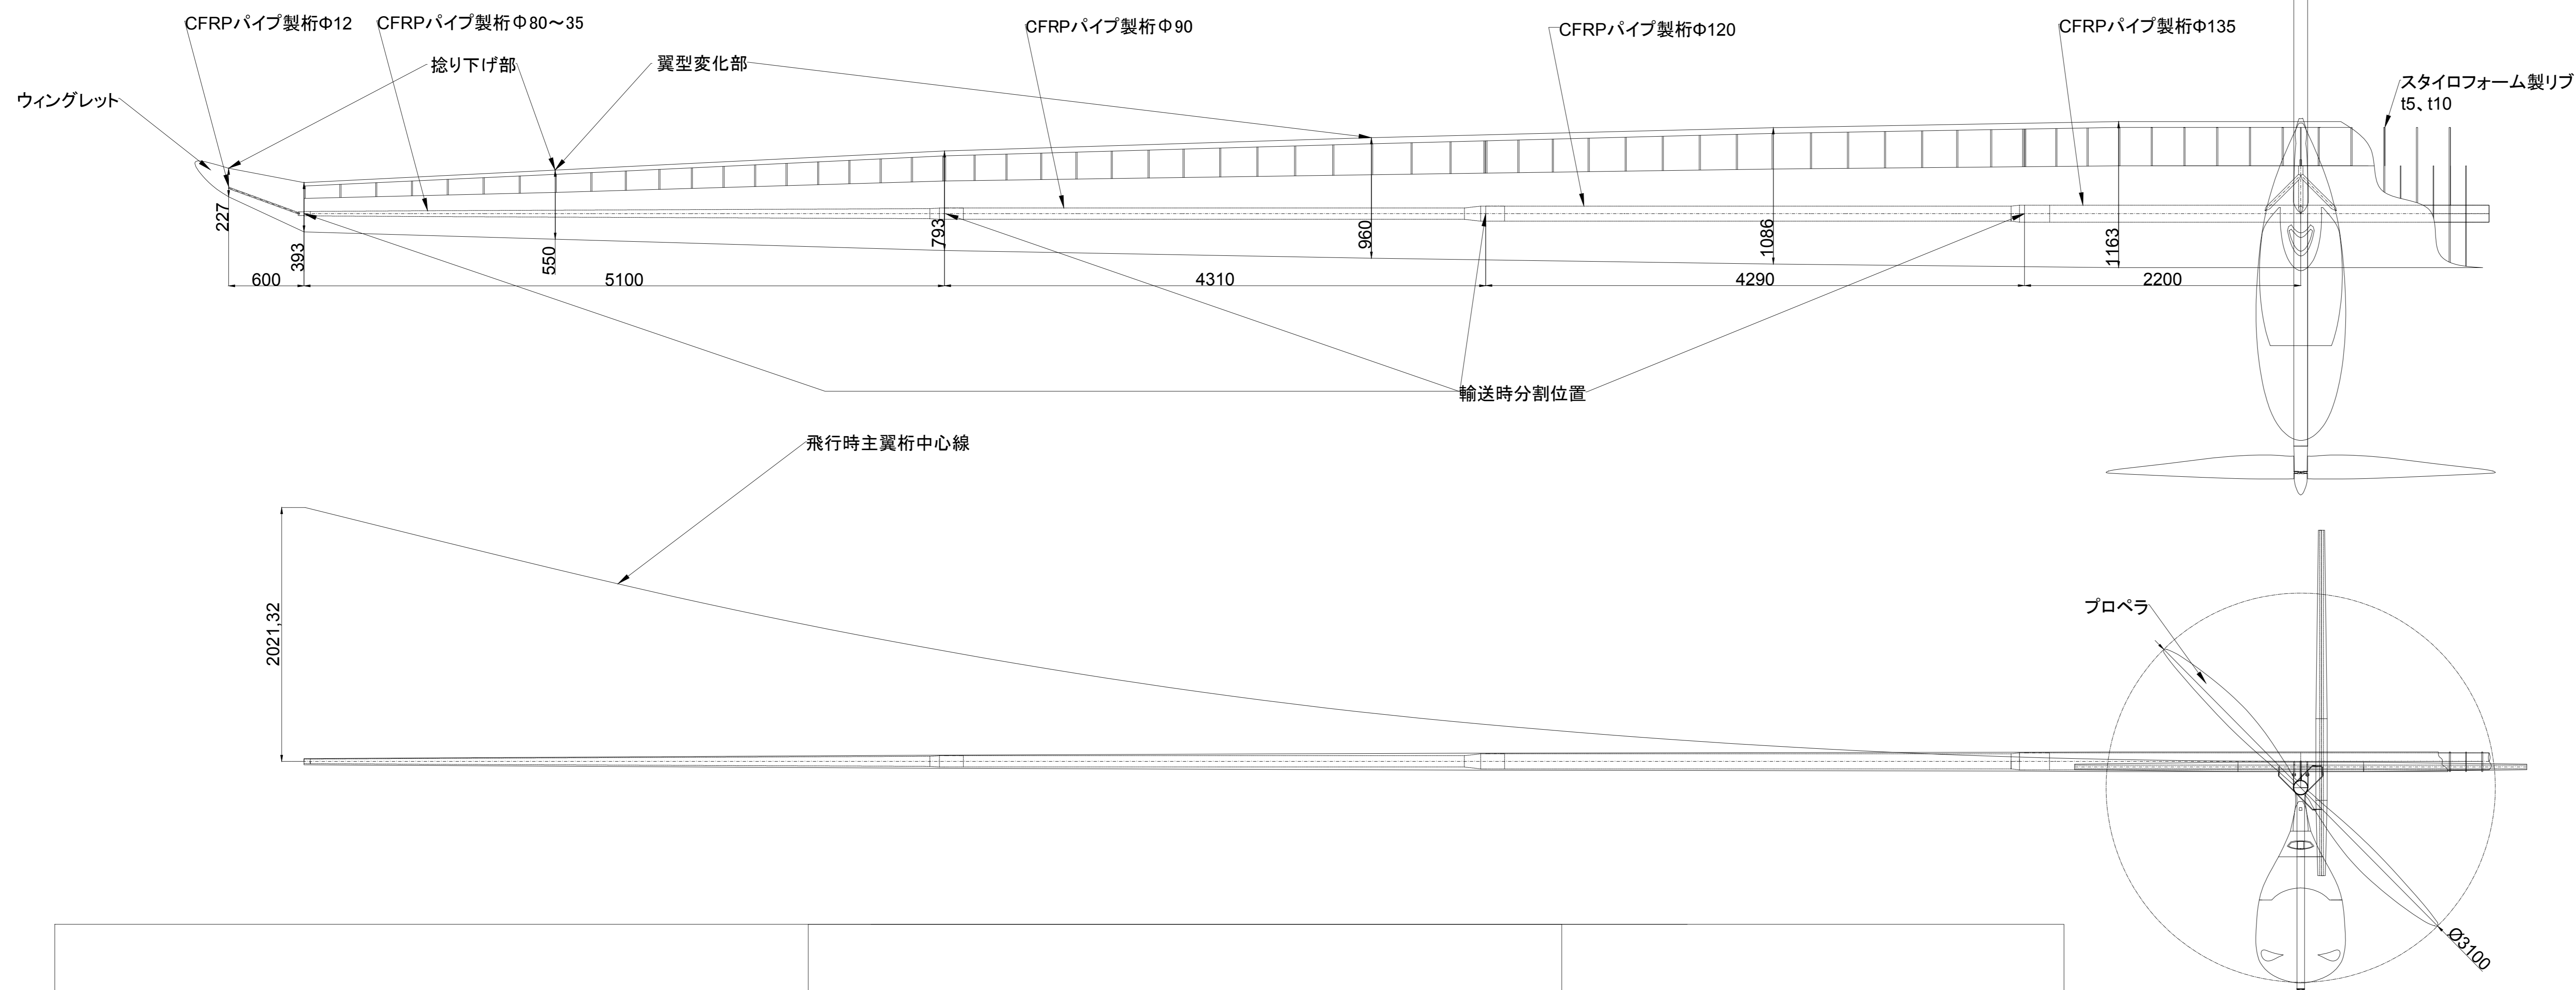 CFRPパイプ製桁Φ12
CFRPパイプ製桁Φ80～35
CFRPパイプ製桁Φ90
CFRPパイプ製桁Φ120
CFRPパイプ製桁Φ135
捻り下げ部
翼型変化部
ウィングレット
スタイロフォーム製リブ
t5、t10
227
393
550
793
960
1086
1163
600
5100
4310
4290
2200
輸送時分割位置
飛行時主翼桁中心線
2021,32
プロペラ
Ø3100